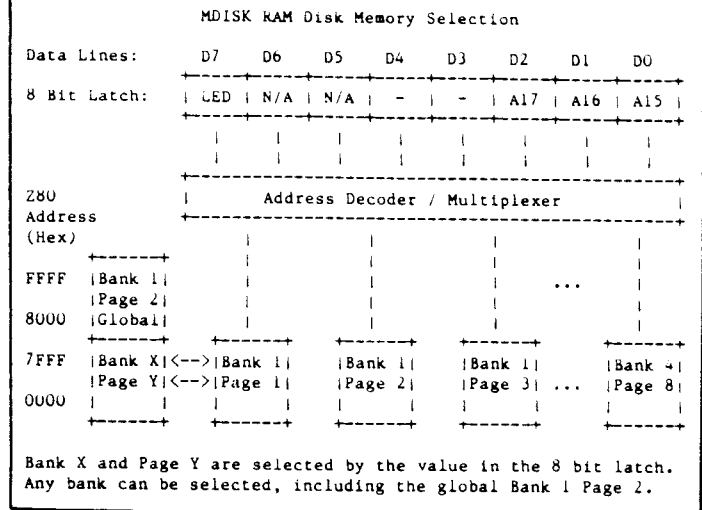 MDISK RAM Disk Memory Selection
Data Lines: D7 D6 D5 D4 D3 D2 D1 D0
8 Bit Latch: LED N/A N/A - - A17 A16 A15
Z80 Address Decoder / Multiplexer
Address
(Hex)
FFFF Bank 1 ...
Page 2
8000 Global
7FFF Bank X <--> Bank 1 Bank 1 Bank 1 Bank 4
Page Y <--> Page 1 Page 2 Page 3 ... Page 8
0000
Bank X and Page Y are selected by the value in the 8 bit latch.
Any bank can be selected, including the global Bank 1 Page 2.